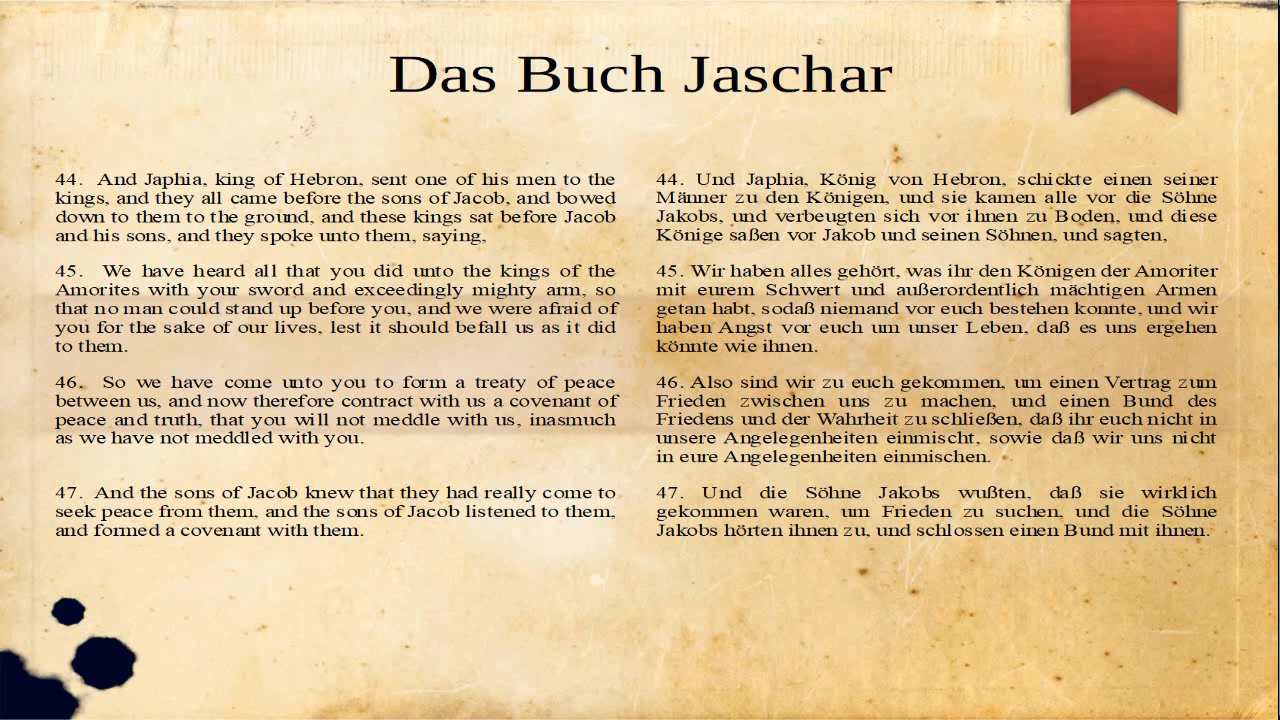 Das Buch Jaschar
44. And Japhia, king of Hebron, sent one of his men to the
kings, and they all came before the sons of Jacob, and bowed
down to them to the ground, and these kings sat before Jacob
and his sons, and they spoke unto them, saying,
45. We have heard all that you did unto the kings of the
Amorites with your sword and exceedingly mighty arm, so
that no man could stand up before you, and we were afraid of
you for the sake of our lives, lest it should befall us as it did
to them.
46. So we have come unto you to form a treaty of peace
between us, and now therefore contract with us a covenant of
peace and truth, that you will not meddle with us, inasmuch
as we have not meddled with you.
47. And the sons of Jacob knew that they had really come to
seek peace from them, and the sons of Jacob listened to them,
and formed a covenant with them.
44. Und Japhia, König von Hebron, schickte einen seiner
Männer zu den Königen, und sie kamen alle vor die Söhne
Jakobs, und verbeugten sich vor ihnen zu Boden, und diese
Könige saßen vor Jakob und seinen Söhnen, und sagten,
45. Wir haben alles gehört, was ihr den Königen der Amoriter
mit eurem Schwert und außerordentlich mächtigen Armen
getan habt, sodaß niemand vor euch bestehen konnte, und wir
haben Angst vor euch um unser Leben, daß es uns ergehen
könnte wie ihnen.
46. Also sind wir zu euch gekommen, um einen Vertrag zum
Frieden zwischen uns zu machen, und einen Bund des
Friedens und der Wahrheit zu schließen, daß ihr euch nicht in
unsere Angelegenheiten einmischt, sowie daß wir uns nicht
in eure Angelegenheiten einmischen.
47. Und die Söhne Jakobs wußten, daß sie wirklich
gekommen waren, um Frieden zu suchen, und die Söhne
Jakobs hörten ihnen zu, und schlossen einen Bund mit ihnen.